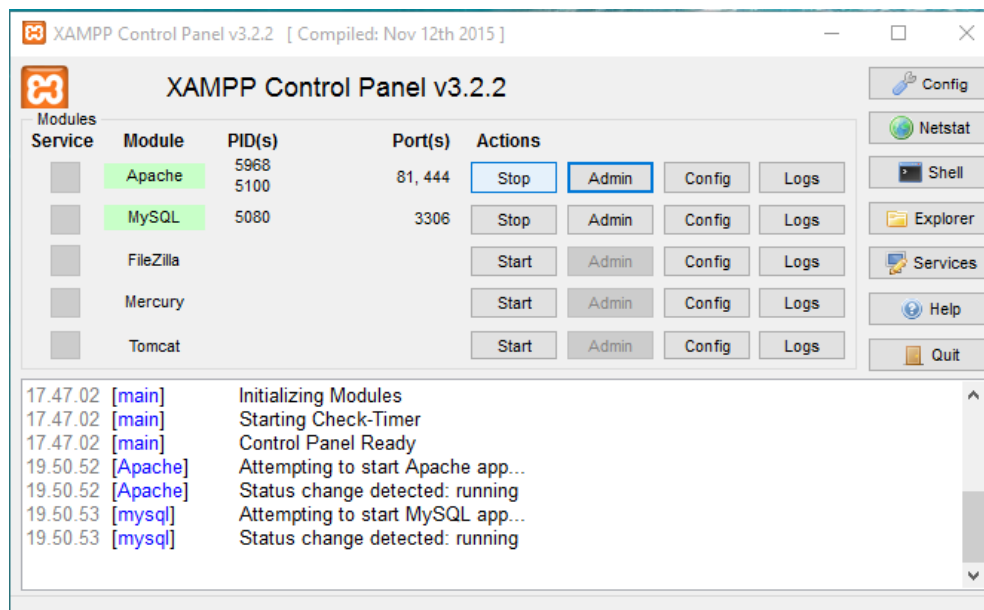 XAMPP Control Panel v3.2.2 [ Compiled: Nov 12th 2015 ]
XAMPP Control Panel v3.2.2
Config
Modules
Netstat
Service Module PID(s) Port(s) Actions
Apache 5968 5100 81, 444 Stop Admin Config Logs
Shell
MySQL 5080 3306 Stop Admin Config Logs
Explorer
FileZilla Start Admin Config Logs
Services
Mercury Start Admin Config Logs
Help
Tomcat Start Admin Config Logs
Quit
17.47.02 [main] Initializing Modules
17.47.02 [main] Starting Check-Timer
17.47.02 [main] Control Panel Ready
19.50.52 [Apache] Attempting to start Apache app...
19.50.52 [Apache] Status change detected: running
19.50.53 [mysql] Attempting to start MySQL app...
19.50.53 [mysql] Status change detected: running